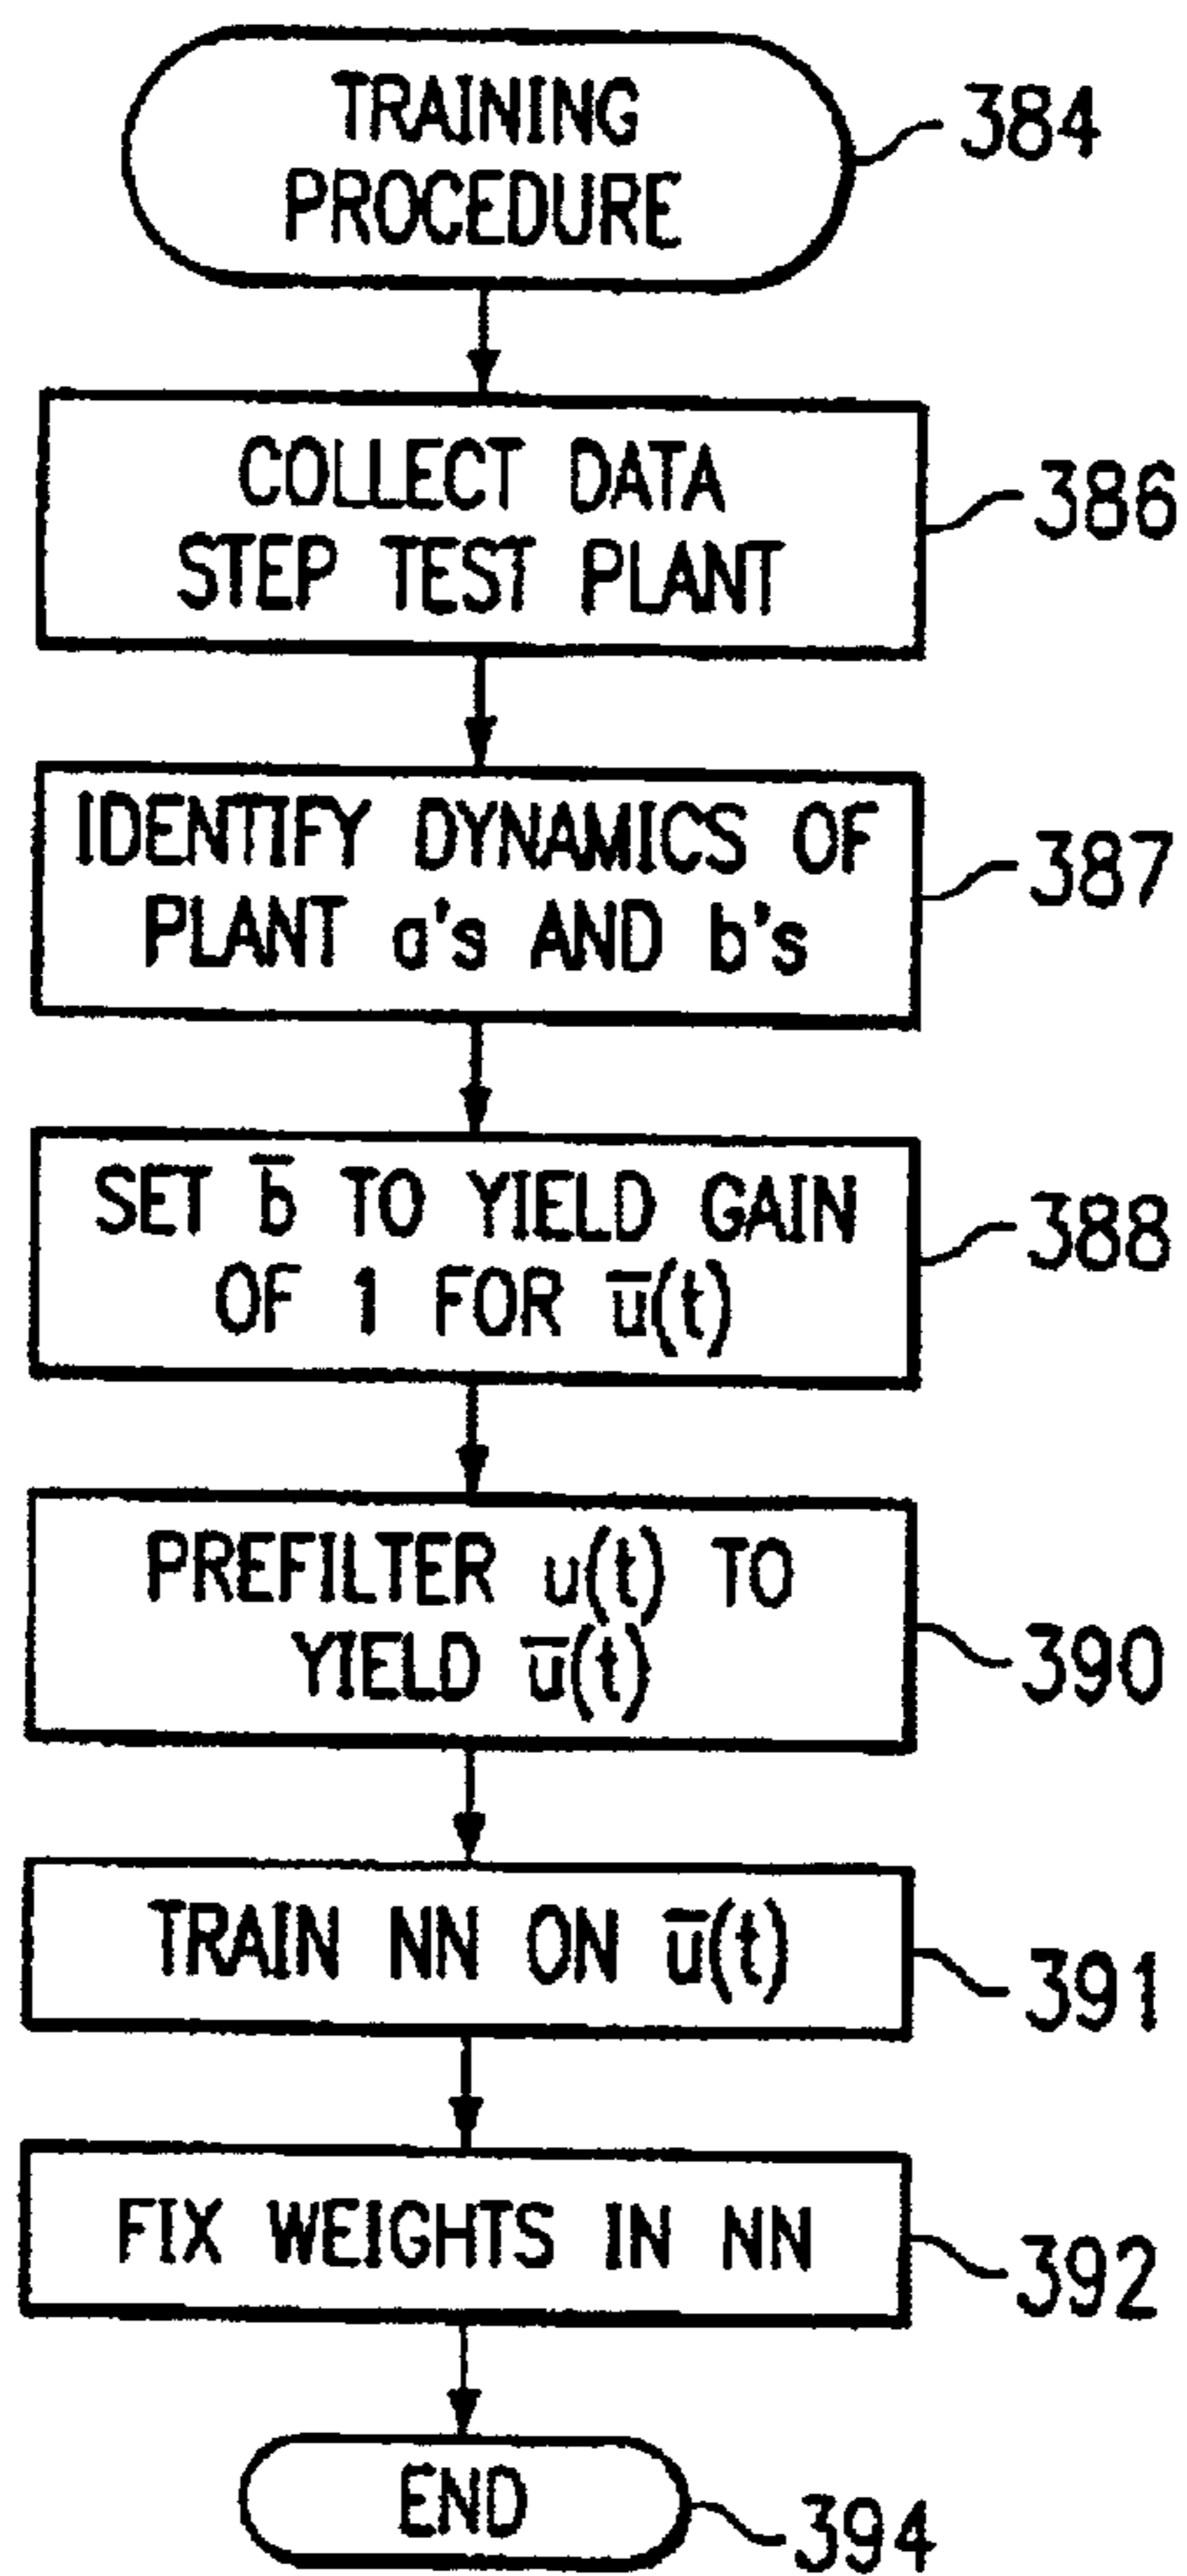 TRAINING
PROCEDURE
384
COLLECT DATA
STEP TEST PLANT
386
IDENTIFY DYNAMICS OF
PLANT a's AND b's
387
SET b̅ TO YIELD GAIN
OF 1 FOR u̅(t)
388
PREFILTER u(t) TO
YIELD u̅(t)
390
TRAIN NN ON u̅(t)
391
FIX WEIGHTS IN NN
392
END
394